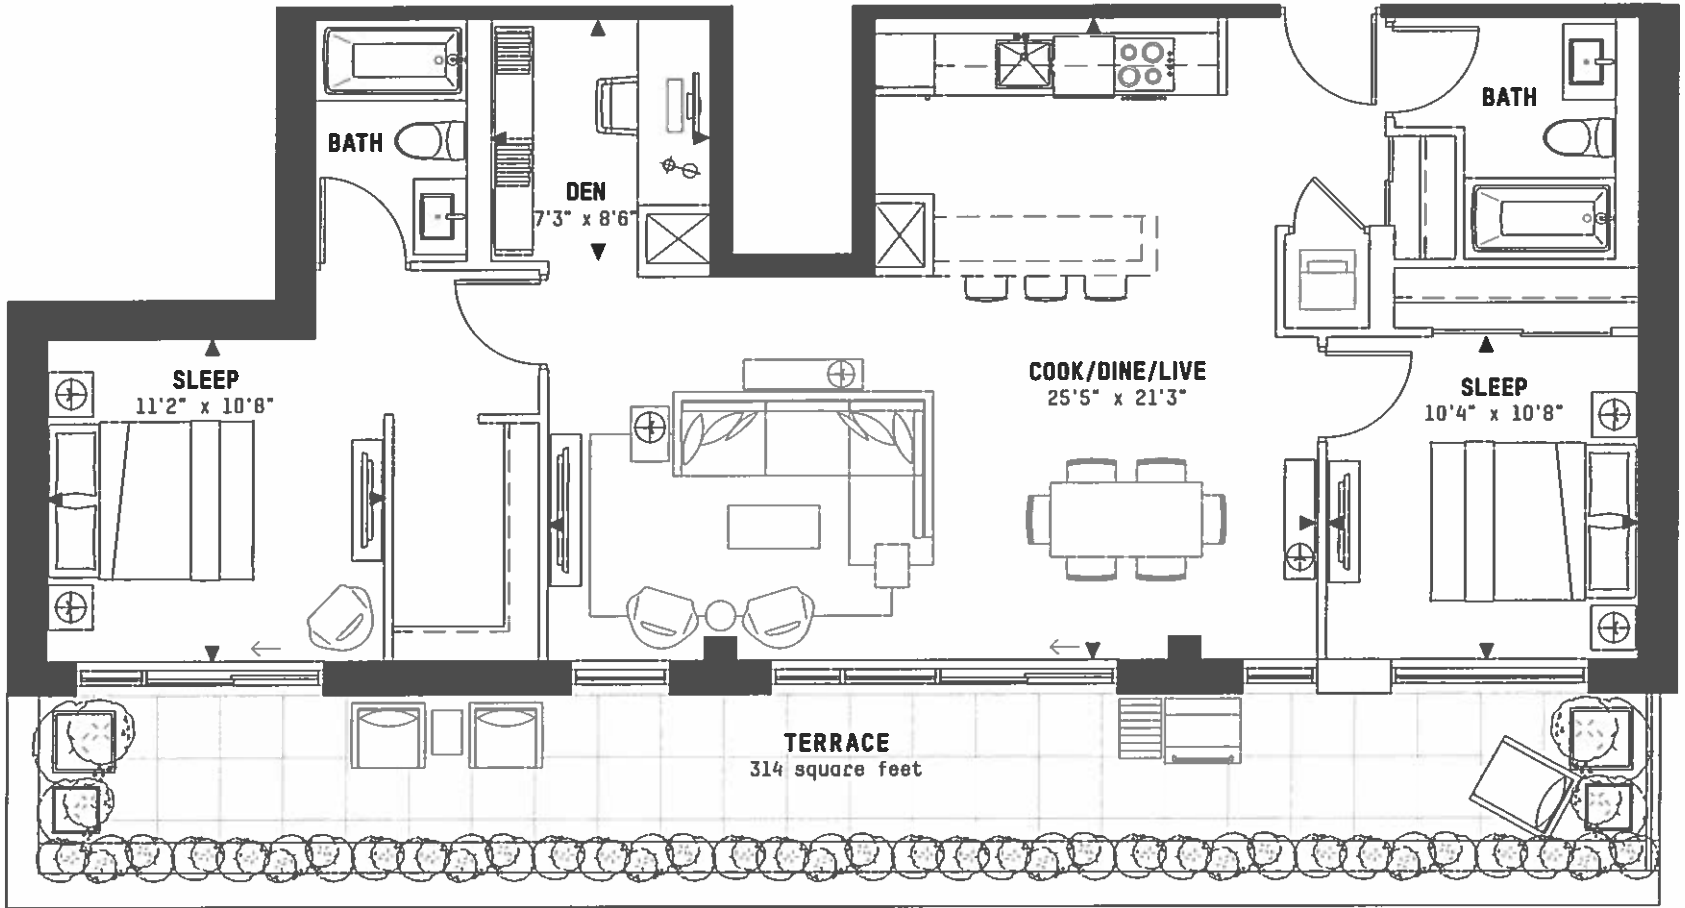 BATH
DEN
7'3" x 8'6"
BATH
SLEEP
11'2" x 10'8"
COOK/DINE/LIVE
25'5" x 21'3"
SLEEP
10'4" x 10'8"
TERRACE
314 square feet